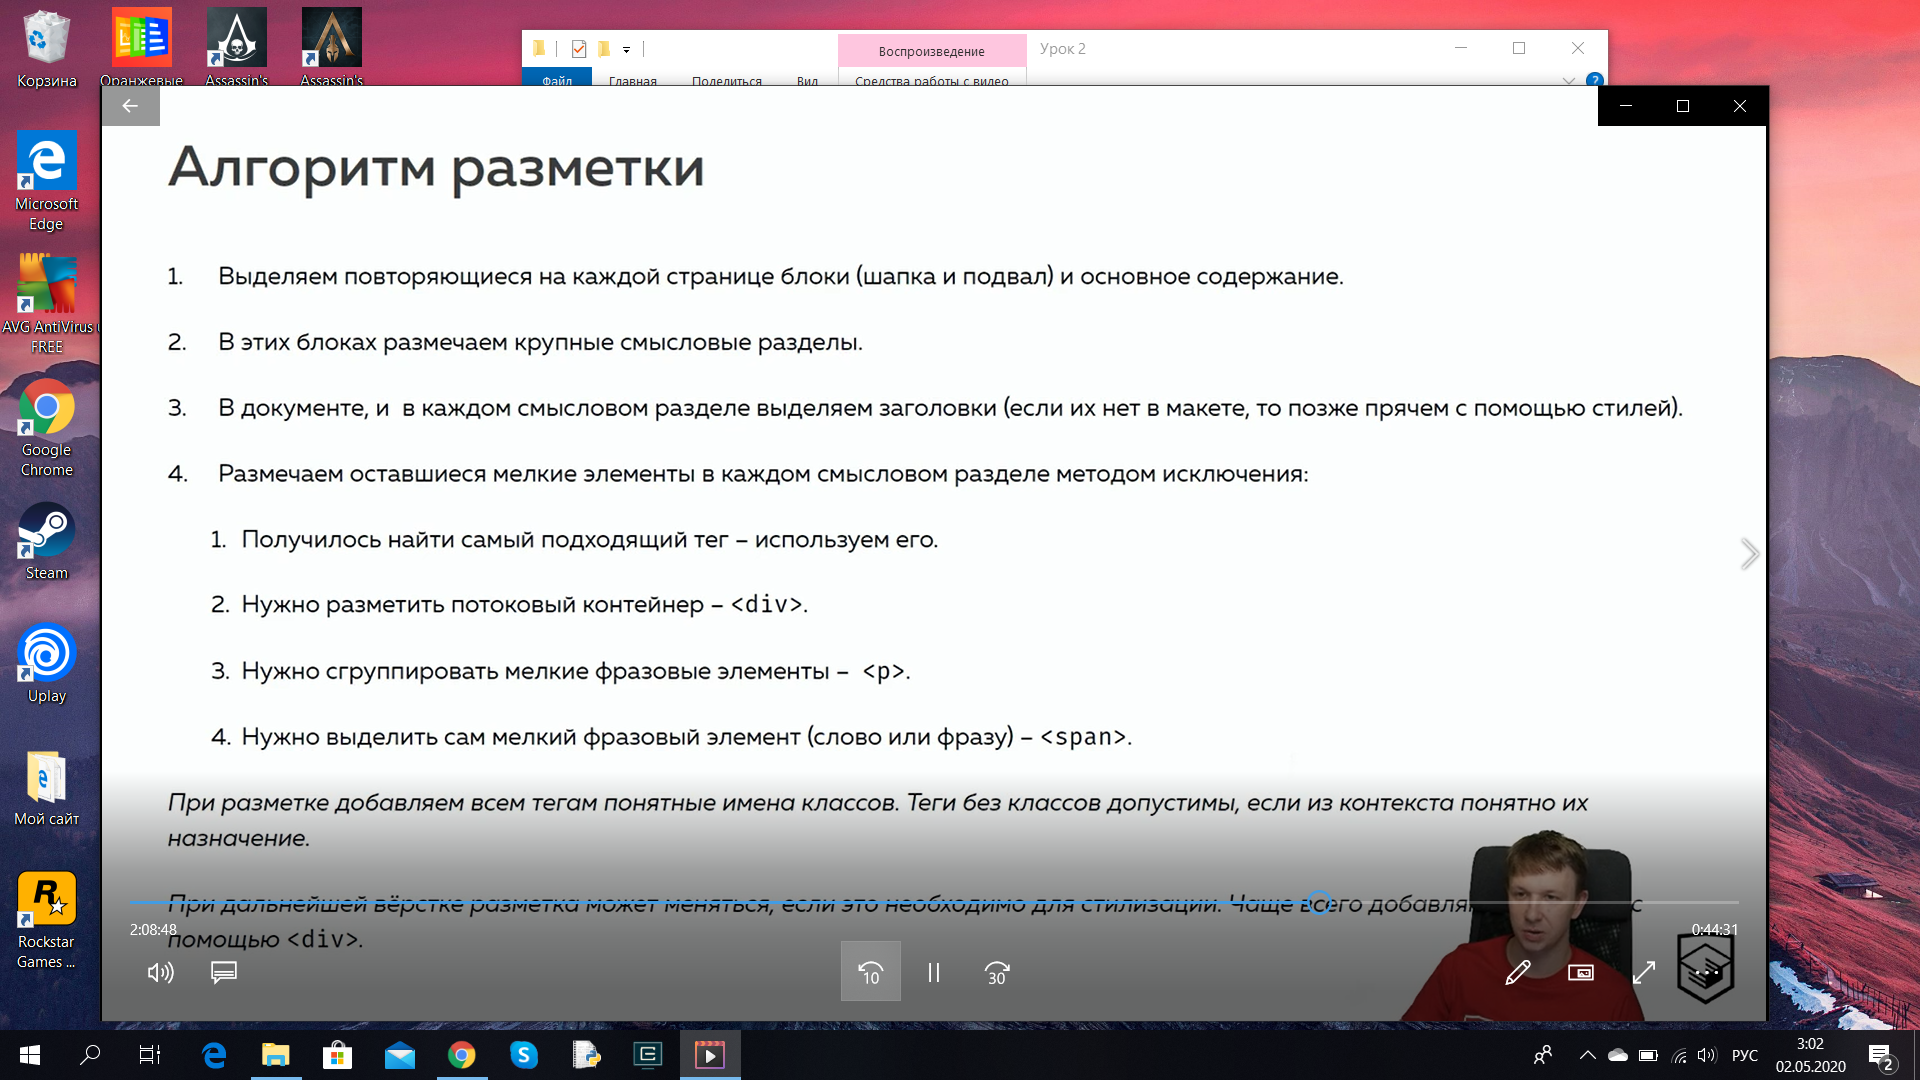 Корзина
Оранжевые
Assassin's
Assassin's
Воспроизведение
Урок 2
Файл
Главная
Поделиться
Вид
Средства работы с видео
?
Microsoft
Edge
AVG AntiVirus
FREE
Google
Chrome
Steam
Uplay
Мой сайт
Rockstar
Games ...
Алгоритм разметки
1. Выделяем повторяющиеся на каждой странице блоки (шапка и подвал) и основное содержание.
2. В этих блоках размечаем крупные смысловые разделы.
3. В документе, и в каждом смысловом разделе выделяем заголовки (если их нет в макете, то позже прячем с помощью стилей).
4. Размечаем оставшиеся мелкие элементы в каждом смысловом разделе методом исключения:
1. Получилось найти самый подходящий тег – используем его.
2. Нужно разметить потоковый контейнер – <div>.
3. Нужно сгруппировать мелкие фразовые элементы – <p>.
4. Нужно выделить сам мелкий фразовый элемент (слово или фразу) – <span>.
При разметке добавляем всем тегам понятные имена классов. Теги без классов допустимы, если из контекста понятно их
назначение.
При дальнейшей вёрстке разметка может меняться, если это необходимо для стилизации. Чаще всего добавля с
помощью <div>.
2:08:48
0:44:31
10
30
РУС
3:02
02.05.2020
2